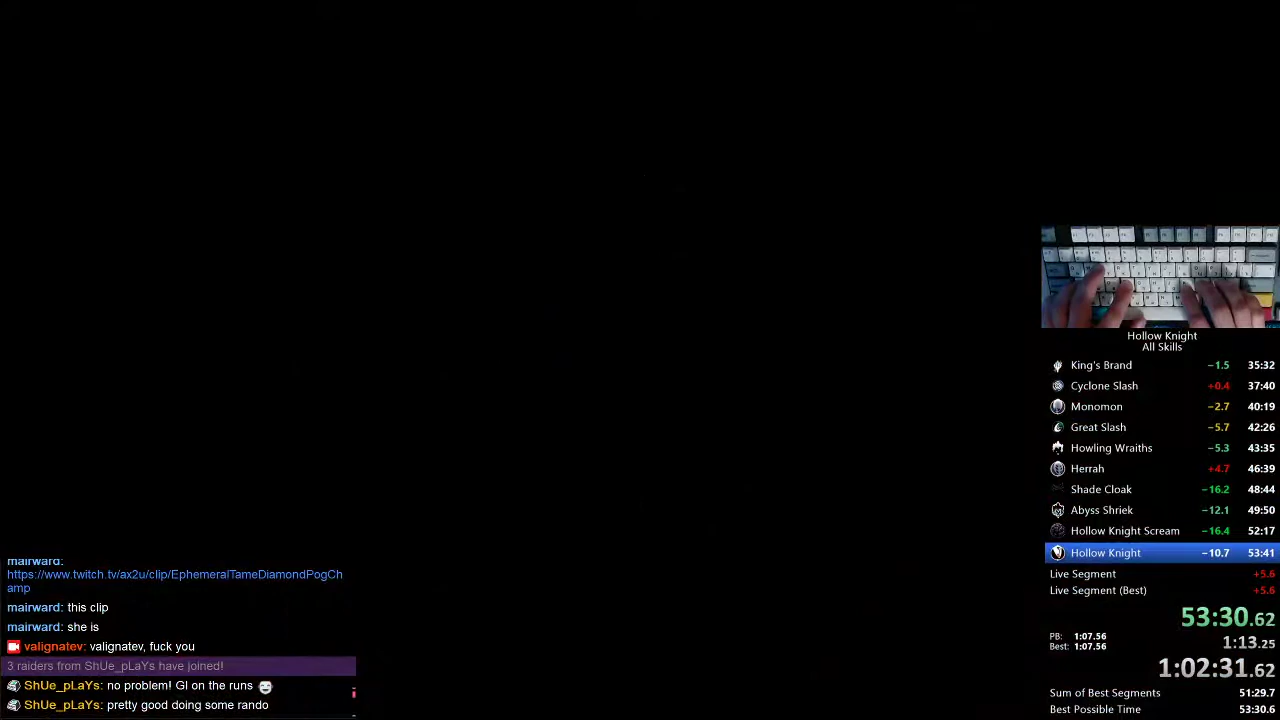 mairward:
https://www.twitch.tv/ax2u/clip/EphemeralTameDiamondPogCh
amp
mairward: this clip
mairward: she is
valignatev: valignatev, fuck you
3 raiders from ShUe_pLaYs have joined!
ShUe_pLaYs: no problem! Gl on the runs
ShUe_pLaYs: pretty good doing some rando
Hollow Knight
All Skills
King's Brand −1.5 35:32
Cyclone Slash +0.4 37:40
Monomon −2.7 40:19
Great Slash −5.7 42:26
Howling Wraiths −5.3 43:35
Herrah +4.7 46:39
Shade Cloak −16.2 48:44
Abyss Shriek −12.1 49:50
Hollow Knight Scream −16.4 52:17
Hollow Knight −10.7 53:41
Live Segment +5.6
Live Segment (Best) +5.6
53:30.62
PB: 1:07.56
Best: 1:07.56
1:13.25
1:02:31.62
Sum of Best Segments 51:29.7
Best Possible Time 53:30.6